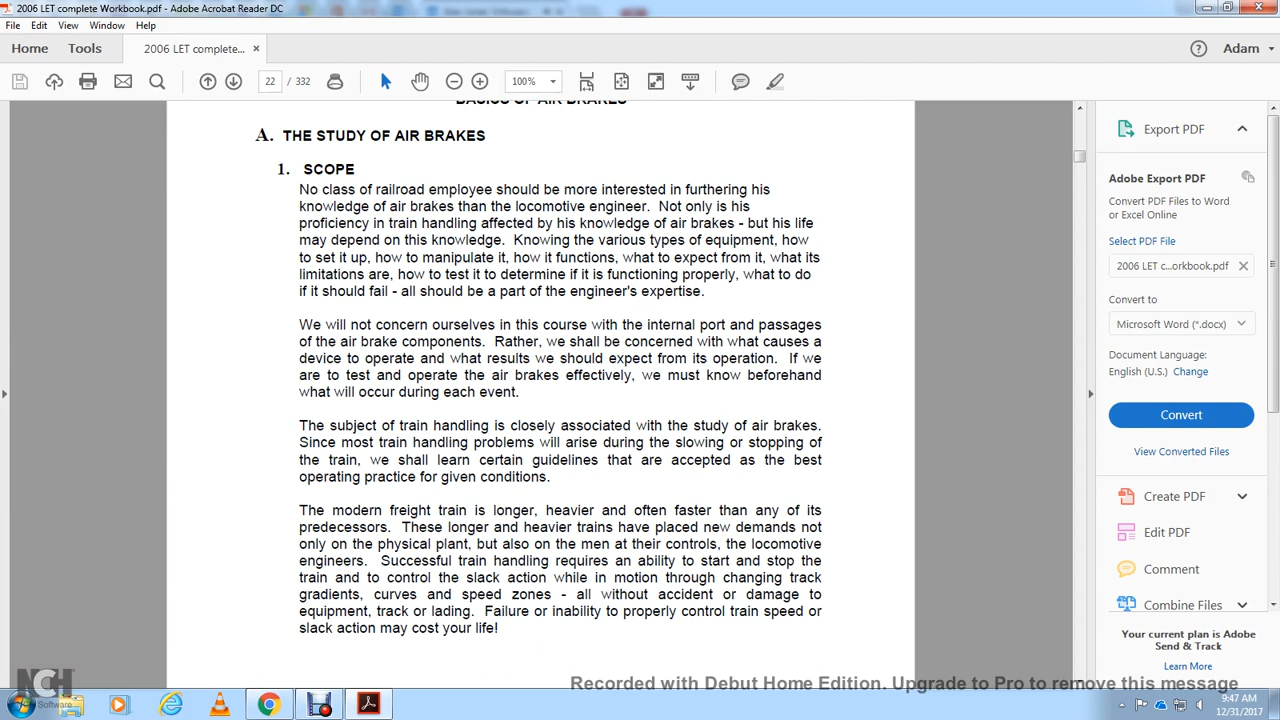 2006 LET complete Workbook.pdf - Adobe Acrobat Reader DC
File Edit View Window Help
Home Tools 2006 LET complete... × Adam
22 / 332 100%
BASICS OF AIR BRAKES
A. THE STUDY OF AIR BRAKES
1. SCOPE
No class of railroad employee should be more interested in furthering his
knowledge of air brakes than the locomotive engineer. Not only is his
proficiency in train handling affected by his knowledge of air brakes - but his life
may depend on this knowledge. Knowing the various types of equipment, how
to set it up, how to manipulate it, how it functions, what to expect from it, what its
limitations are, how to test it to determine if it is functioning properly, what to do
if it should fail - all should be a part of the engineer's expertise.
We will not concern ourselves in this course with the internal port and passages
of the air brake components. Rather, we shall be concerned with what causes a
device to operate and what results we should expect from its operation. If we
are to test and operate the air brakes effectively, we must know beforehand
what will occur during each event.
The subject of train handling is closely associated with the study of air brakes.
Since most train handling problems will arise during the slowing or stopping of
the train, we shall learn certain guidelines that are accepted as the best
operating practice for given conditions.
The modern freight train is longer, heavier and often faster than any of its
predecessors. These longer and heavier trains have placed new demands not
only on the physical plant, but also on the men at their controls, the locomotive
engineers. Successful train handling requires an ability to start and stop the
train and to control the slack action while in motion through changing track
gradients, curves and speed zones - all without accident or damage to
equipment, track or lading. Failure or inability to properly control train speed or
slack action may cost your life!
Export PDF
Adobe Export PDF
Convert PDF Files to Word
or Excel Online
Select PDF File
2006 LET c...orkbook.pdf
Convert to
Microsoft Word (*.docx)
Document Language:
English (U.S.) Change
Convert
View Converted Files
Create PDF
Edit PDF
Comment
Combine Files
Your current plan is Adobe
Send & Track
Learn More
NCH
Software
Recorded with Debut Home Edition. Upgrade to Pro to remove this message
9:47 AM
12/31/2017